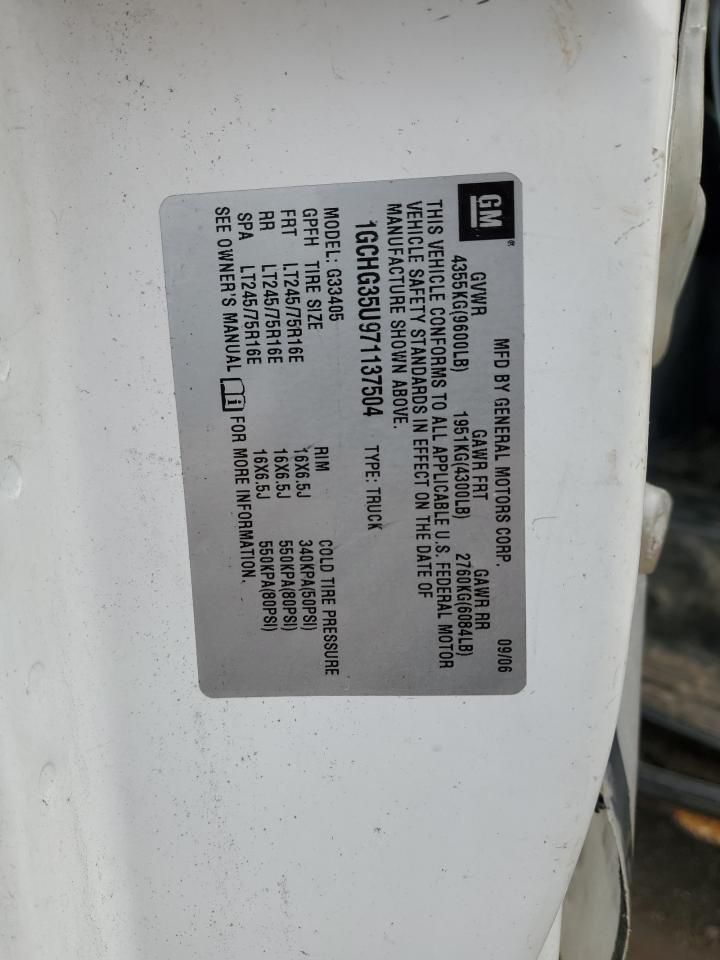 GM®
MFD BY GENERAL MOTORS CORP. 09/06
GVWR GAWR FRT GAWR RR
4355KG(9600LB) 1951KG(4300LB) 2760KG(6084LB)
THIS VEHICLE CONFORMS TO ALL APPLICABLE U.S. FEDERAL MOTOR
VEHICLE SAFETY STANDARDS IN EFFECT ON THE DATE OF
MANUFACTURE SHOWN ABOVE.
1GCHG35U971137504 TYPE: TRUCK
MODEL: G33405
GPFH TIRE SIZE RIM COLD TIRE PRESSURE
FRT LT245/75R16E 16X6.5J 340KPA(50PSI)
RR LT245/75R16E 16X6.5J 550KPA(80PSI)
SPA LT245/75R16E 16X6.5J 550KPA(80PSI)
SEE OWNER'S MANUAL i FOR MORE INFORMATION.